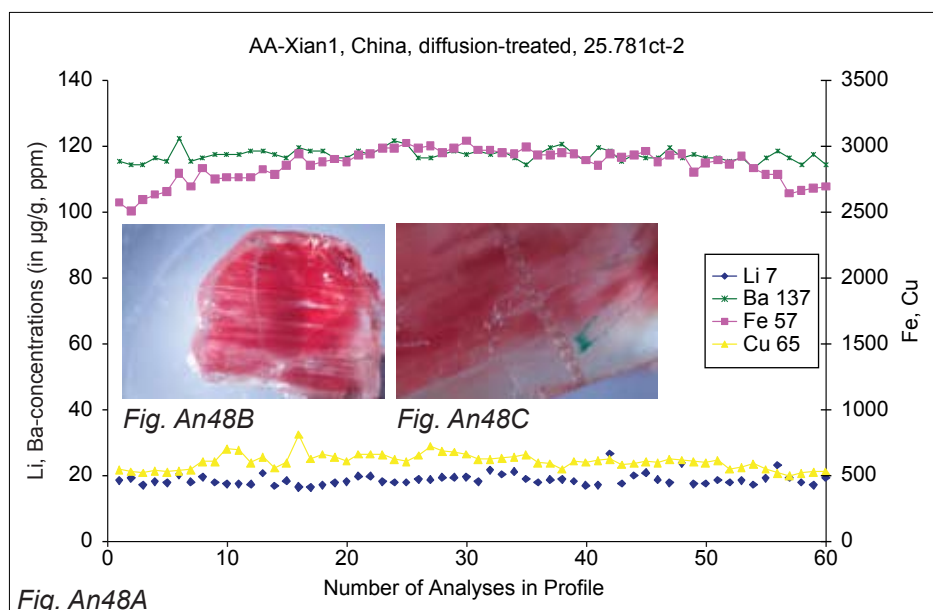 AA-Xian1, China, diffusion-treated, 25.781ct-2
Li, Ba-concentrations (in µg/g, ppm)
140
120
100
80
60
40
20
0
3500
3000
2500
2000
1500
1000
500
0
Fe, Cu
Li 7
Ba 137
Fe 57
Cu 65
Fig. An48B
Fig. An48C
0 10 20 30 40 50 60
Number of Analyses in Profile
Fig. An48A